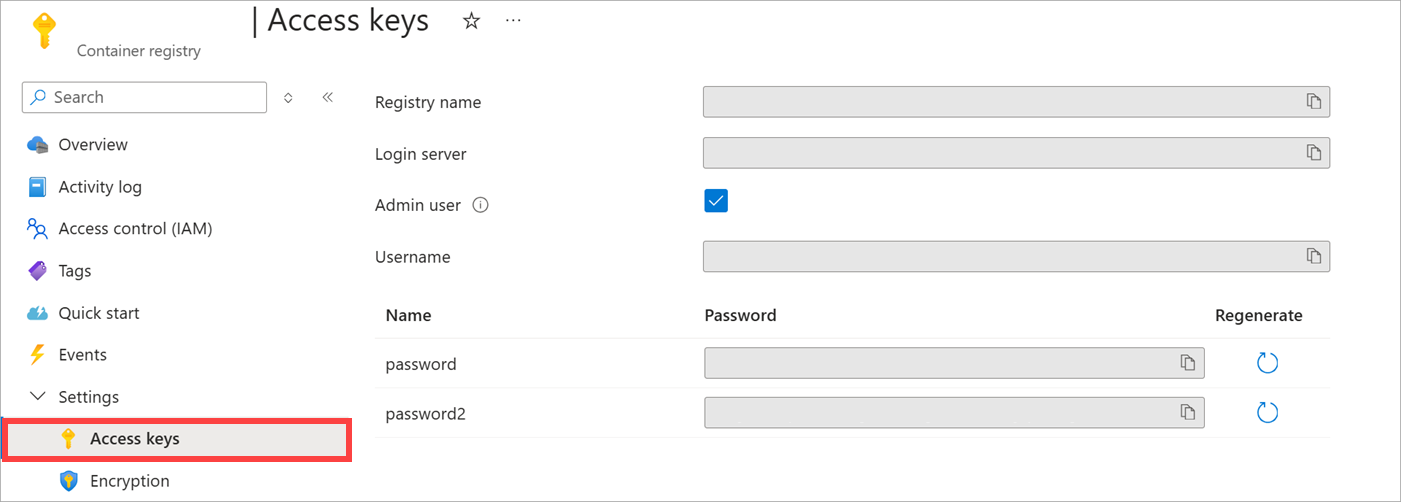 | Access keys
Container registry
Search
Overview
Activity log
Access control (IAM)
Tags
Quick start
Events
Settings
Access keys
Encryption
Registry name
Login server
Admin user
Username
Name Password Regenerate
password
password2